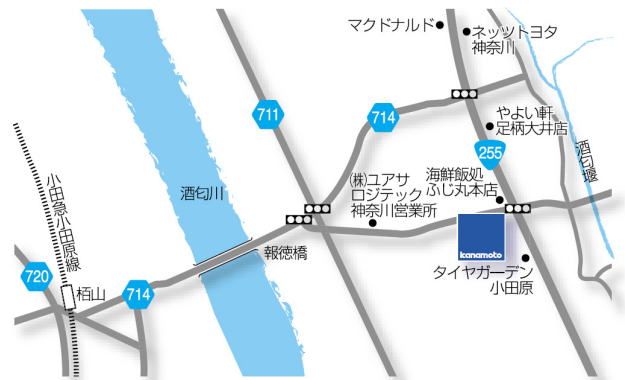 マクドナルド
ネッツトヨタ
神奈川
711
714
やよい軒
足柄大井店
255
酒匂堰
小田急小田原線
酒匂川
(株)ユアサ
ロジテック
神奈川営業所
海鮮飯処
ふじ丸本店
報徳橋
kanamoto
タイヤガーデン
小田原
720
栢山
714